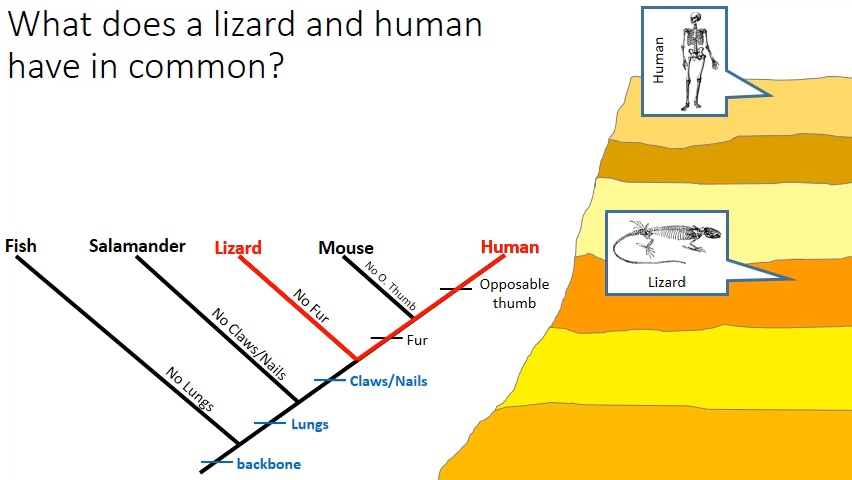 What does a lizard and human
have in common?
Human
Fish
Salamander
Lizard
Mouse
Human
No O. Thumb
Opposable
thumb
Lizard
No Fur
No Claws/Nails
Fur
No Lungs
Claws/Nails
Lungs
backbone